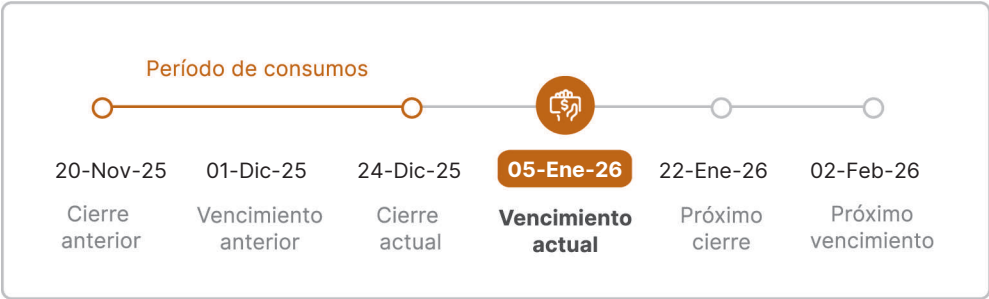 Período de consumos
$
20-Nov-25 01-Dic-25 24-Dic-25 05-Ene-26 22-Ene-26 02-Feb-26
Cierre Vencimiento Cierre Vencimiento Próximo Próximo
anterior anterior actual actual cierre vencimiento